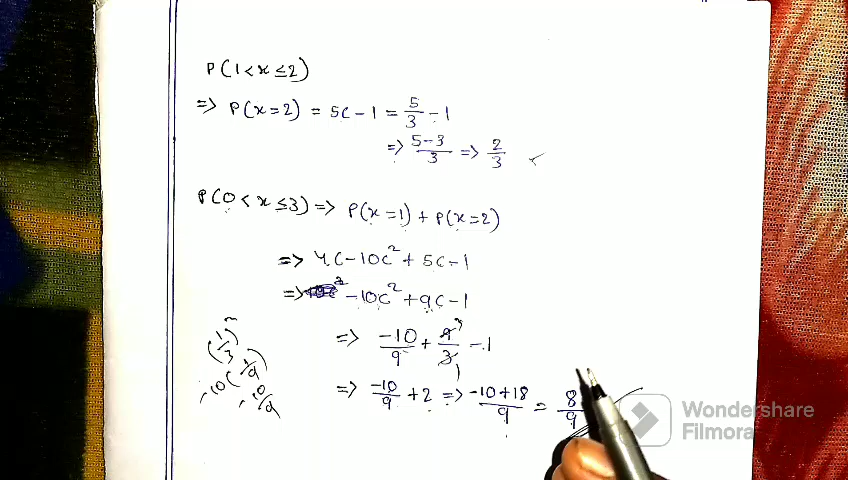 P(1 < x ≤ 2)
=> P(x = 2) = 5c - 1 = 5/3 - 1
=> (5-3)/3 => 2/3
P(0 < x ≤ 3) => P(x = 1) + P(x = 2)
=> 4c - 10c² + 5c - 1
=> -10c² + 9c - 1
=> -10/9 + 9/3 - 1
=> -10/9 + 2 => (-10+18)/9 = 8/9
Wondershare
Filmora